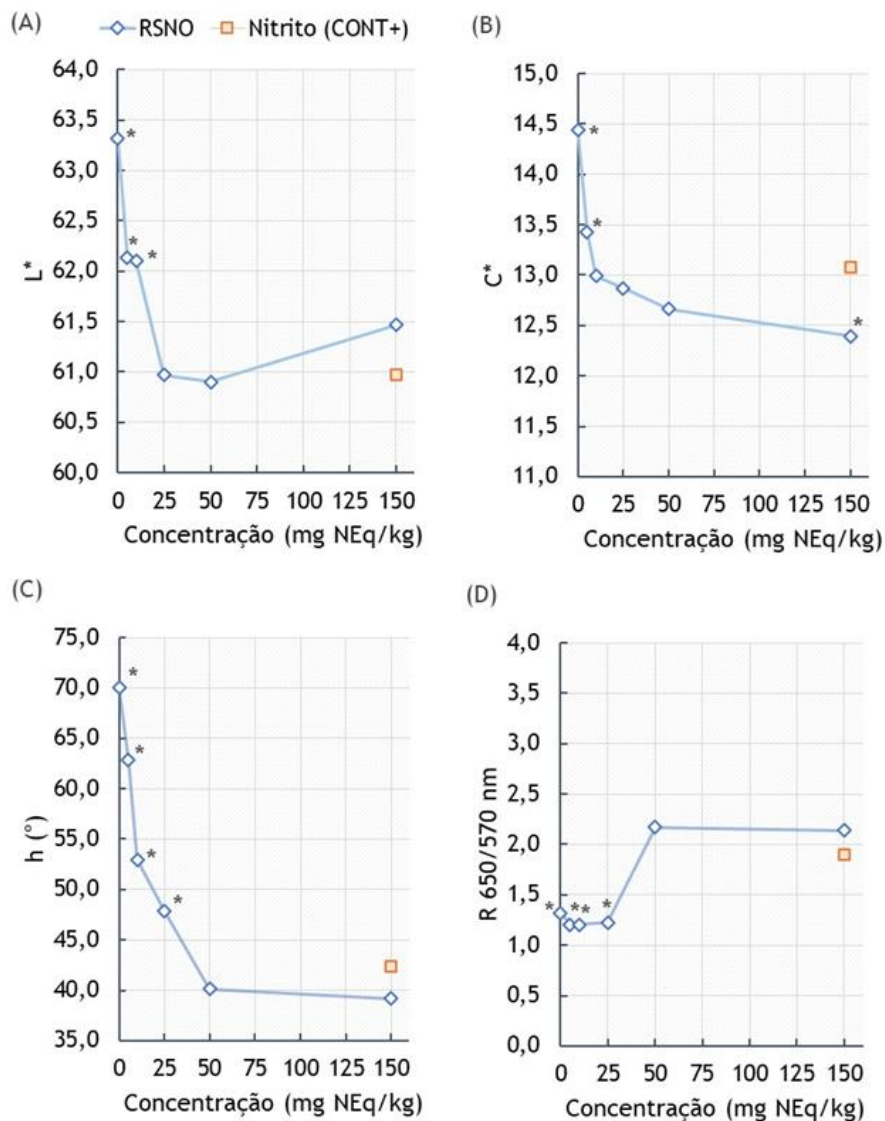 (A)
RSNO Nitrito (CONT+)
(B)
64,0
63,5
63,0
62,5
62,0
61,5
61,0
60,5
60,0
L*
*
*
*
0 25 50 75 100 125 150
Concentração (mg NEq/kg)
15,0
14,5
14,0
13,5
13,0
12,5
12,0
11,5
11,0
C*
*
*
*
0 25 50 75 100 125 150
Concentração (mg NEq/kg)
(C)
75,0
70,0
65,0
60,0
55,0
50,0
45,0
40,0
35,0
h (°)
*
*
*
*
0 25 50 75 100 125 150
Concentração (mg NEq/kg)
(D)
4,0
3,5
3,0
2,5
2,0
1,5
1,0
0,5
0,0
R 650/570 nm
* * * *
0 25 50 75 100 125 150
Concentração (mg NEq/kg)